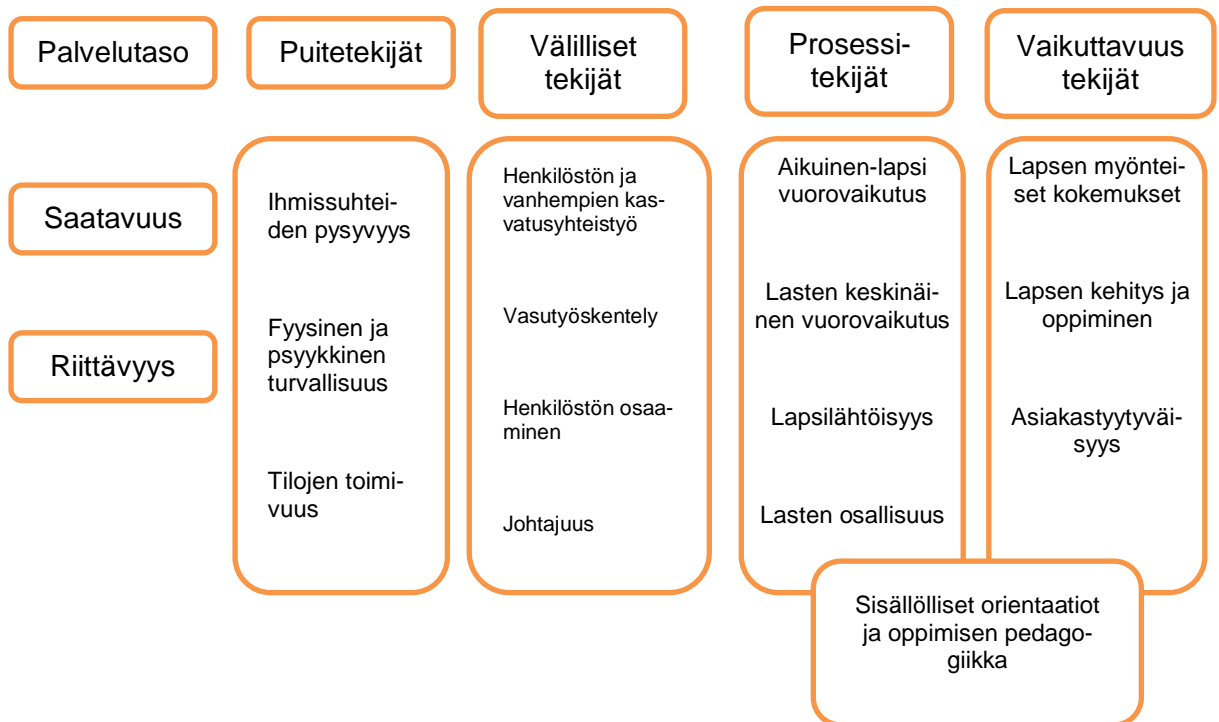 Palvelutaso
Puitetekijät
Välilliset
tekijät
Prosessi-
tekijät
Vaikuttavuus
tekijät
Saatavuus
Riittävyys
Ihmissuhtei-
den pysyvyys
Fyysinen ja
psyykkinen
turvallisuus
Tilojen toimi-
vuus
Henkilöstön ja
vanhempien kas-
vatusyhteistyö
Vasutyöskentely
Henkilöstön osaa-
minen
Johtajuus
Aikuinen-lapsi
vuorovaikutus
Lasten keskinäi-
nen vuorovaikutus
Lapsilähtöisyys
Lasten osallisuus
Lapsen myöntei-
set kokemukset
Lapsen kehitys ja
oppiminen
Asiakastyytyväi-
syys
Sisällölliset orientaatiot
ja oppimisen pedago-
giikka